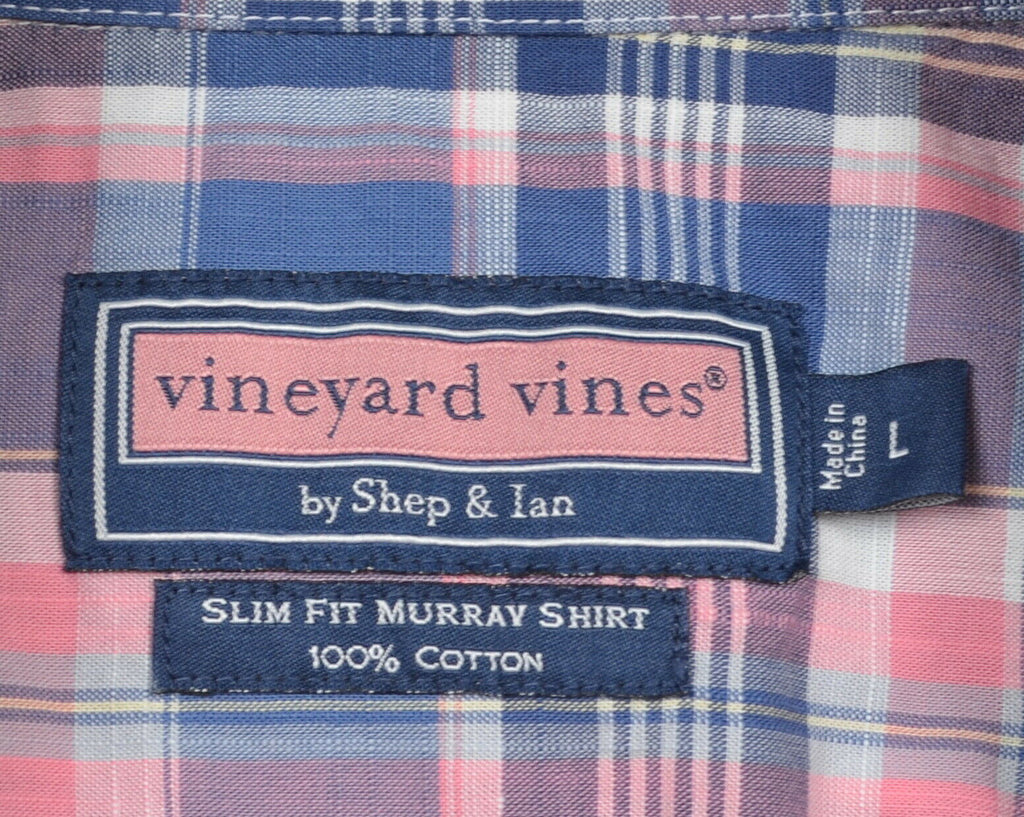 vineyard vines®
by Shep & Ian
SLIM FIT MURRAY SHIRT
100% COTTON
Made in
China
L